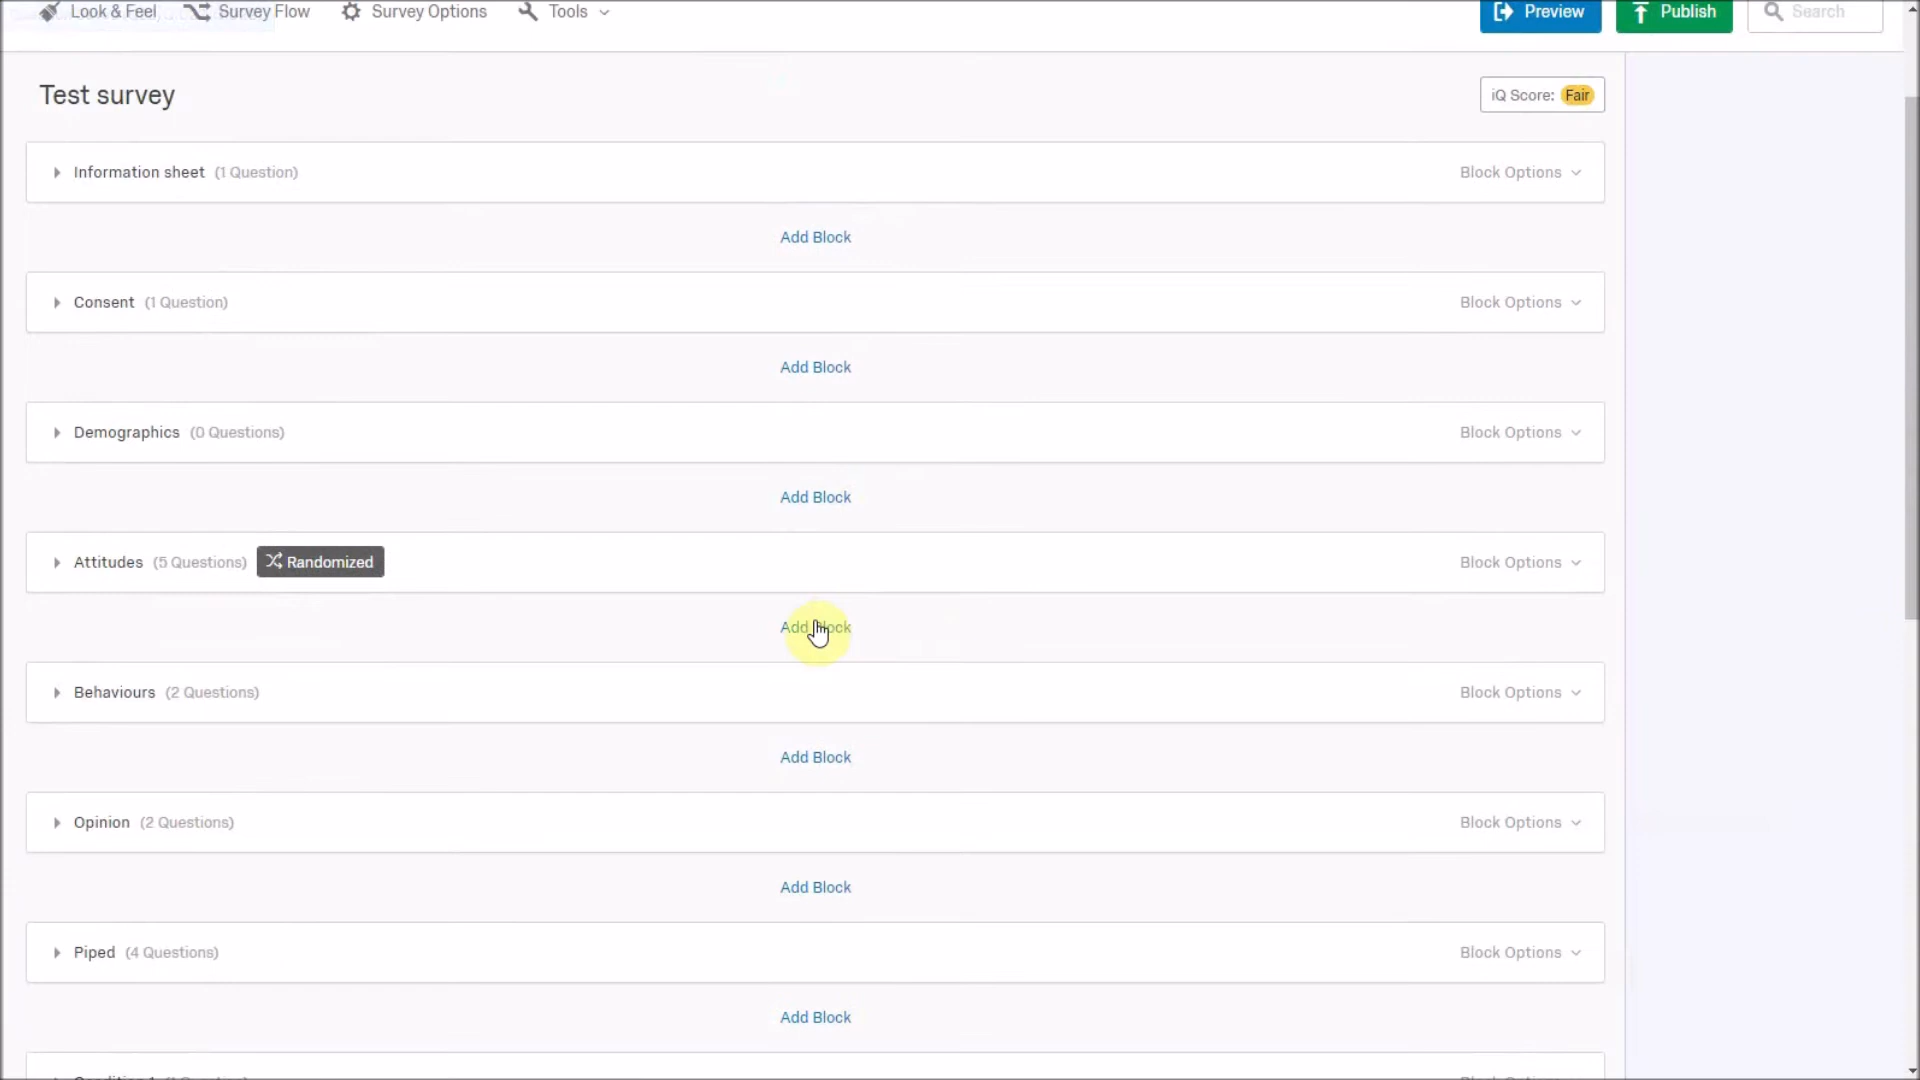 Look & Feel Survey Flow Survey Options Tools Preview Publish Search
Test survey iQ Score: Fair
Information sheet (1 Question) Block Options
Add Block
Consent (1 Question) Block Options
Add Block
Demographics (0 Questions) Block Options
Add Block
Attitudes (5 Questions) Randomized Block Options
Add Block
Behaviours (2 Questions) Block Options
Add Block
Opinion (2 Questions) Block Options
Add Block
Piped (4 Questions) Block Options
Add Block